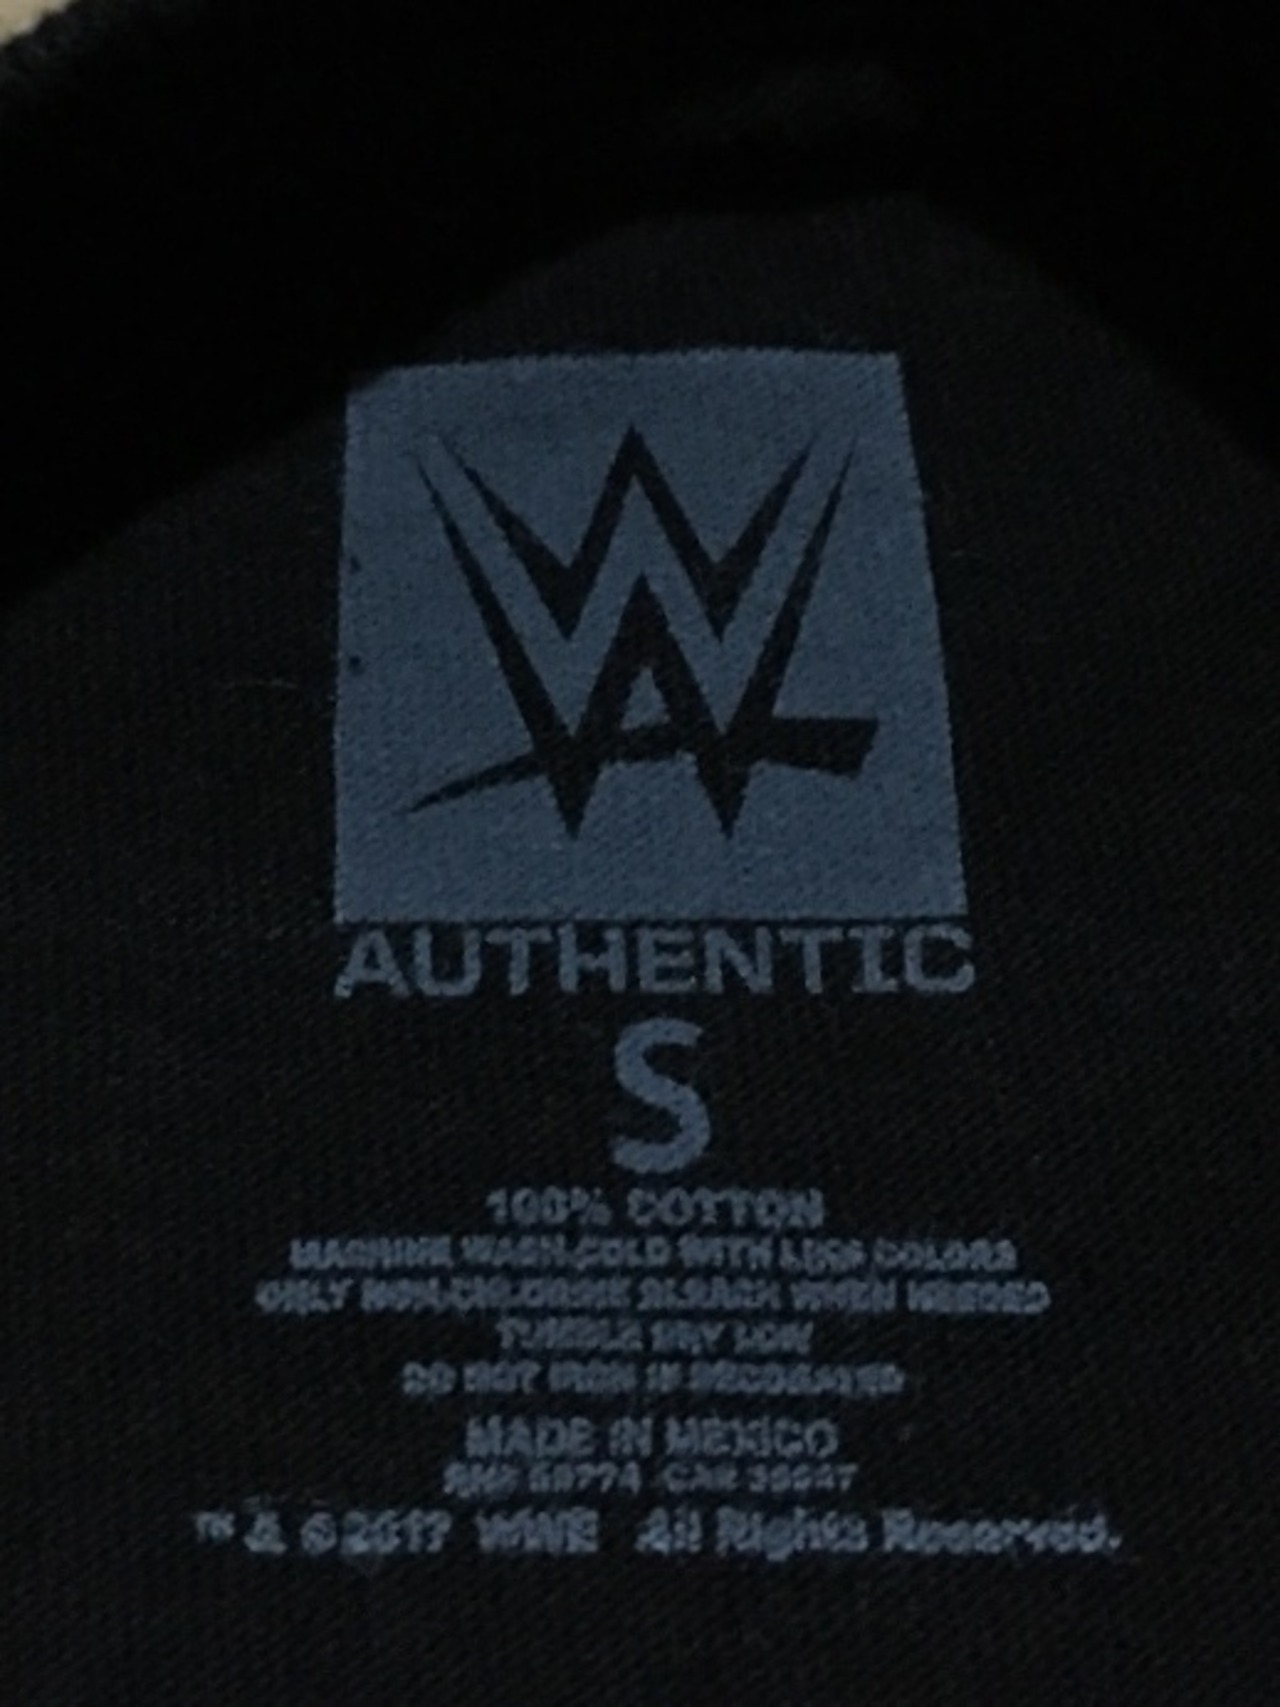 W
AUTHENTIC
S
100% COTTON
MACHINE WASH COLD WITH LIKE COLORS
ONLY NON-CHLORINE BLEACH WHEN NEEDED
TUMBLE DRY LOW
DO NOT IRON IF DECORATED
MADE IN MEXICO
™ & ©2017 WWE All Rights Reserved.